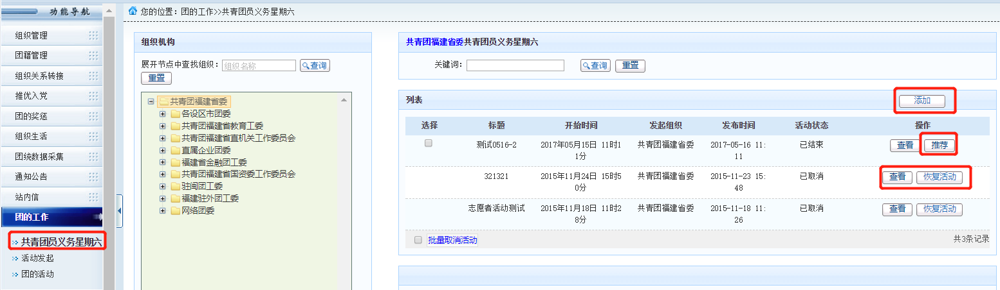 功能导航
组织管理
团籍管理
组织关系转接
推优入党
团的奖惩
组织生活
团统数据采集
通知公告
站内信
团的工作
共青团员义务星期六
活动发起
团的活动
您的位置：团的工作>>共青团员义务星期六
组织机构
展开节点中查找组织：组织名称 查询
重置
共青团福建省委
各设区市团委
共青团福建省教育工委
共青团福建省直机关工作委员会
直属企业团委
福建省金融团工委
共青团福建省国资委工作委员会
驻闽团工委
福建驻外团工委
网络团委
共青团福建省委共青团员义务星期六
关键词： 查询 重置
列表 添加
选择 标题 开始时间 发起组织 发布时间 活动状态 操作
测试0516-2 2017年05月15日 11时1 共青团福建省委 2017-05-16 11: 已结束 查看 推荐
1分 11
321321 2015年11月24日 15时5 共青团福建省委 2015-11-23 15: 已取消 查看 恢复活动
0分 48
志愿者活动测试 2015年11月18日 11时2 共青团福建省委 2015-11-18 11: 已取消 查看 恢复活动
8分 26
批量取消活动 共3条记录